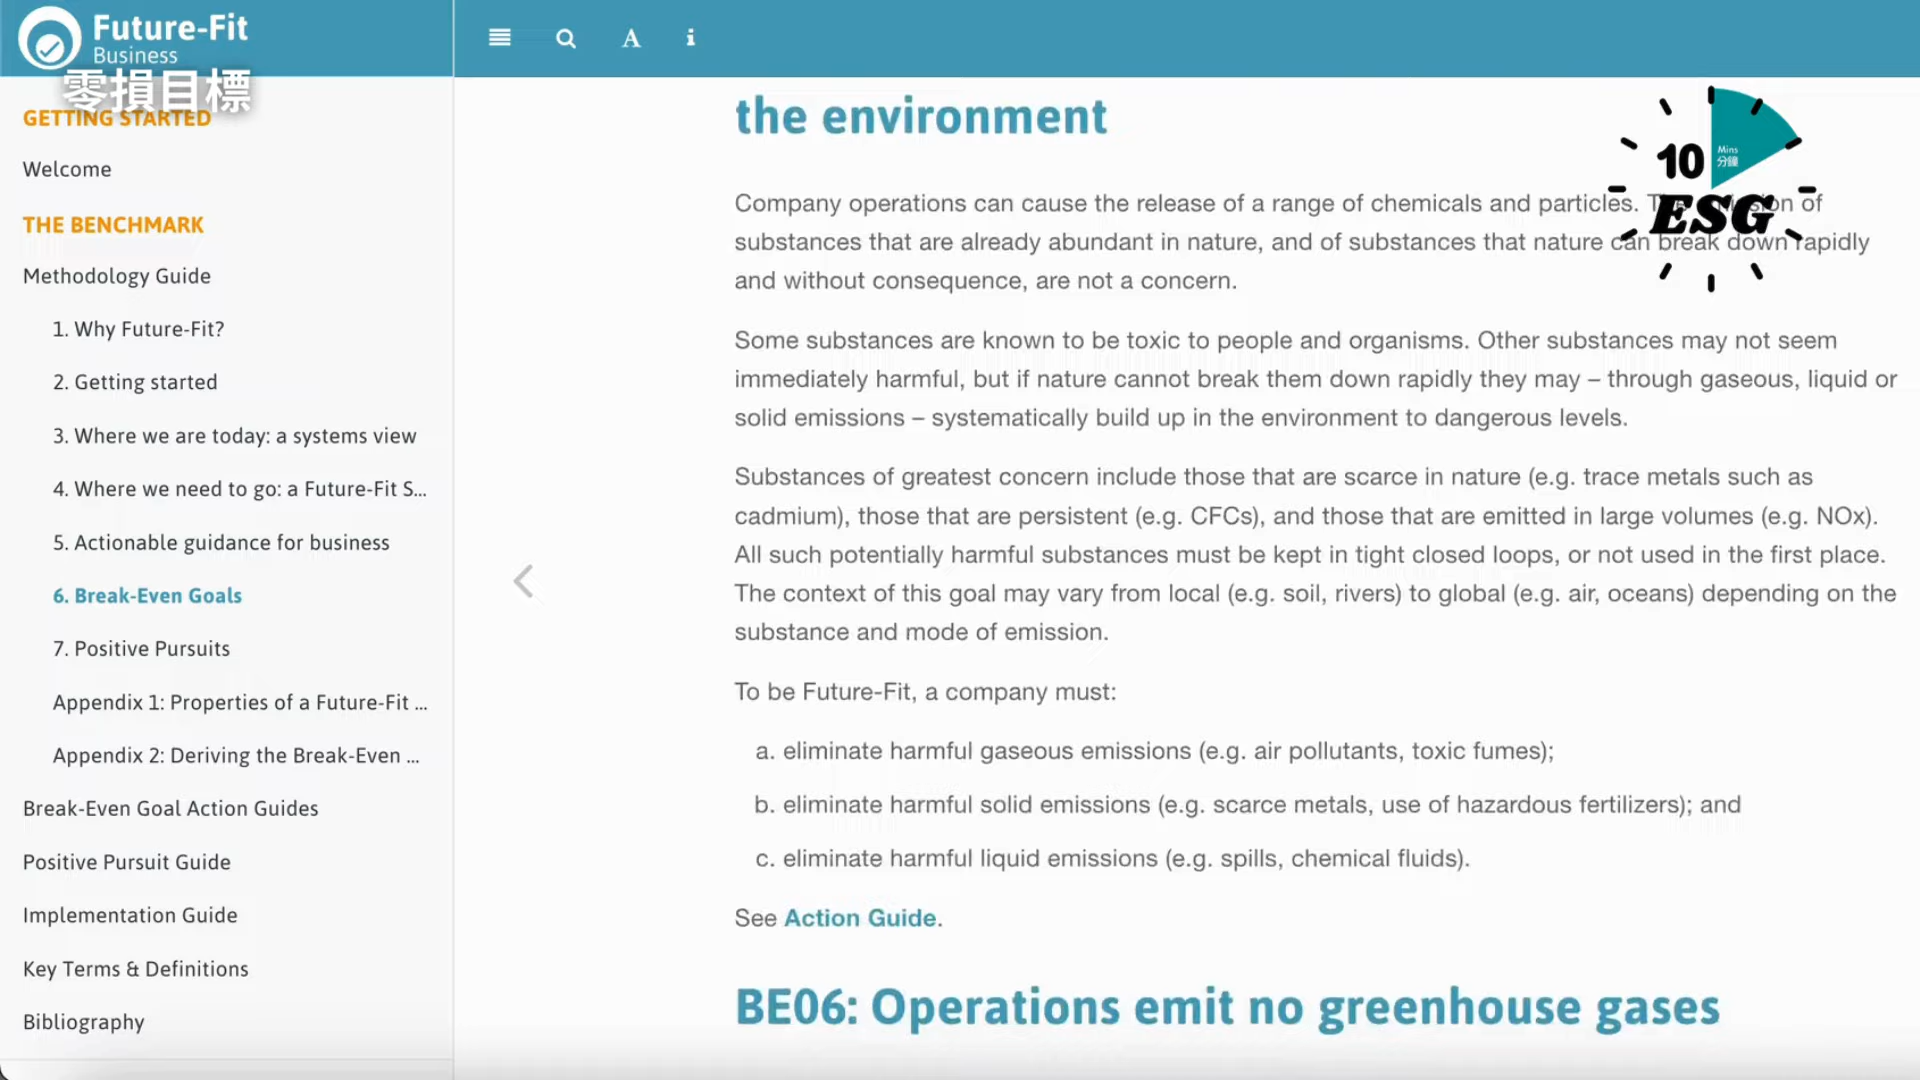 Future-Fit
Business
零損目標
GETTING STARTED
Welcome
THE BENCHMARK
Methodology Guide
1. Why Future-Fit?
2. Getting started
3. Where we are today: a systems view
4. Where we need to go: a Future-Fit S...
5. Actionable guidance for business
6. Break-Even Goals
7. Positive Pursuits
Appendix 1: Properties of a Future-Fit ...
Appendix 2: Deriving the Break-Even ...
Break-Even Goal Action Guides
Positive Pursuit Guide
Implementation Guide
Key Terms & Definitions
Bibliography
the environment
10 Mins
分鐘
ESG
Company operations can cause the release of a range of chemicals and particles. of
substances that are already abundant in nature, and of substances that nature can break down rapidly
and without consequence, are not a concern.
Some substances are known to be toxic to people and organisms. Other substances may not seem
immediately harmful, but if nature cannot break them down rapidly they may – through gaseous, liquid or
solid emissions – systematically build up in the environment to dangerous levels.
Substances of greatest concern include those that are scarce in nature (e.g. trace metals such as
cadmium), those that are persistent (e.g. CFCs), and those that are emitted in large volumes (e.g. NOx).
All such potentially harmful substances must be kept in tight closed loops, or not used in the first place.
The context of this goal may vary from local (e.g. soil, rivers) to global (e.g. air, oceans) depending on the
substance and mode of emission.
To be Future-Fit, a company must:
a. eliminate harmful gaseous emissions (e.g. air pollutants, toxic fumes);
b. eliminate harmful solid emissions (e.g. scarce metals, use of hazardous fertilizers); and
c. eliminate harmful liquid emissions (e.g. spills, chemical fluids).
See Action Guide.
BE06: Operations emit no greenhouse gases